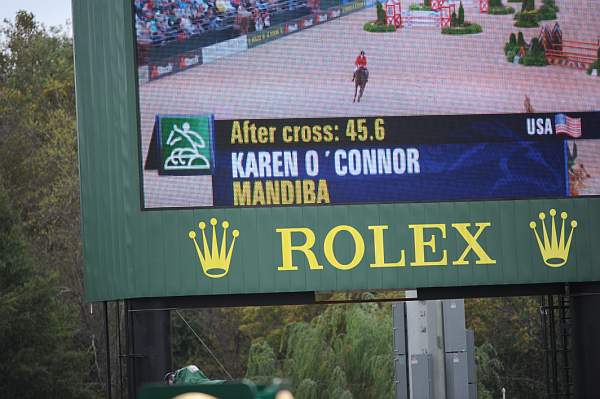 After cross: 45.6
USA
KAREN O´CONNOR
MANDIBA
ROLEX